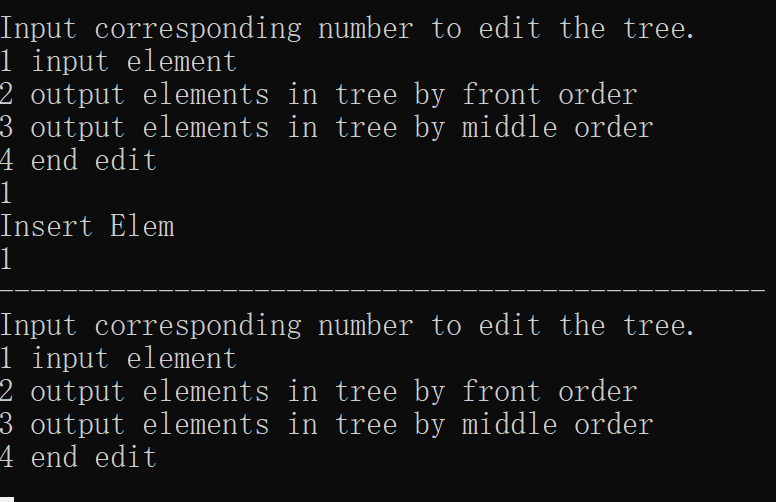 Input corresponding number to edit the tree.
1 input element
2 output elements in tree by front order
3 output elements in tree by middle order
4 end edit
1
Insert Elem
1
-------------------------------------------------
Input corresponding number to edit the tree.
1 input element
2 output elements in tree by front order
3 output elements in tree by middle order
4 end edit